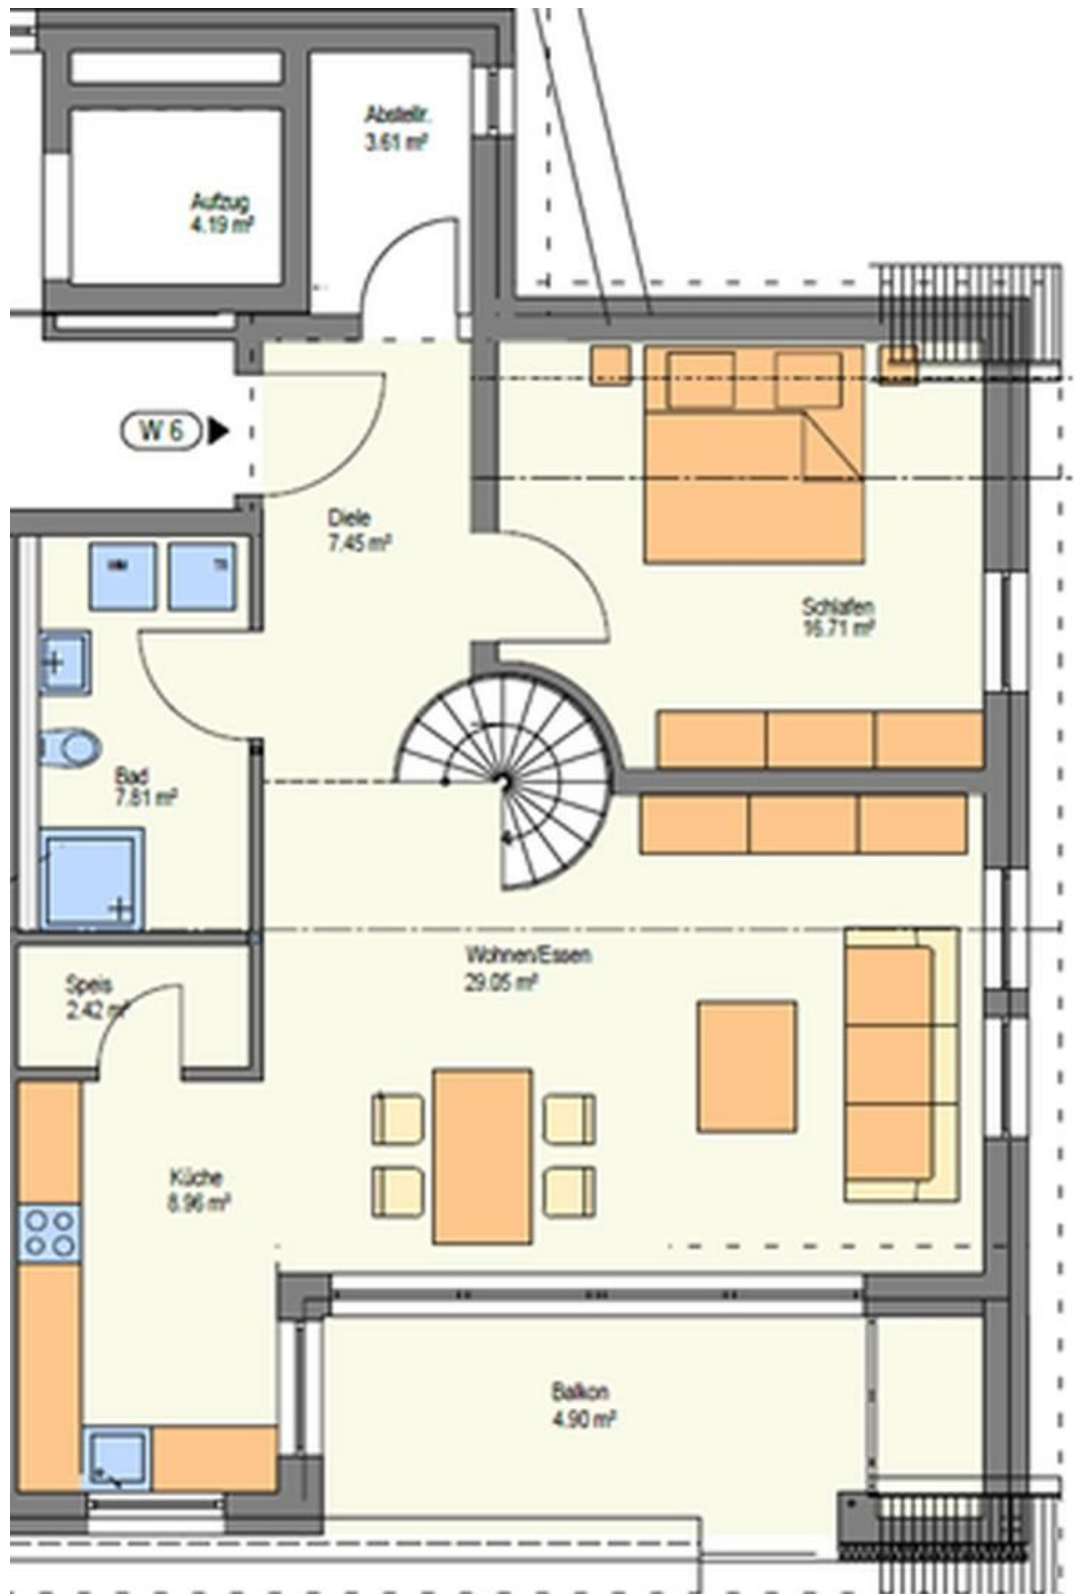 Abstellr.
3.61 m²
Aufzug
4.19 m²
W 6
Diele
7.45 m²
WM
TR
Schlafen
16.71 m²
Bad
7.81 m²
Wohnen/Essen
29.05 m²
Speis
2.42 m²
Küche
8.96 m²
Balkon
4.90 m²